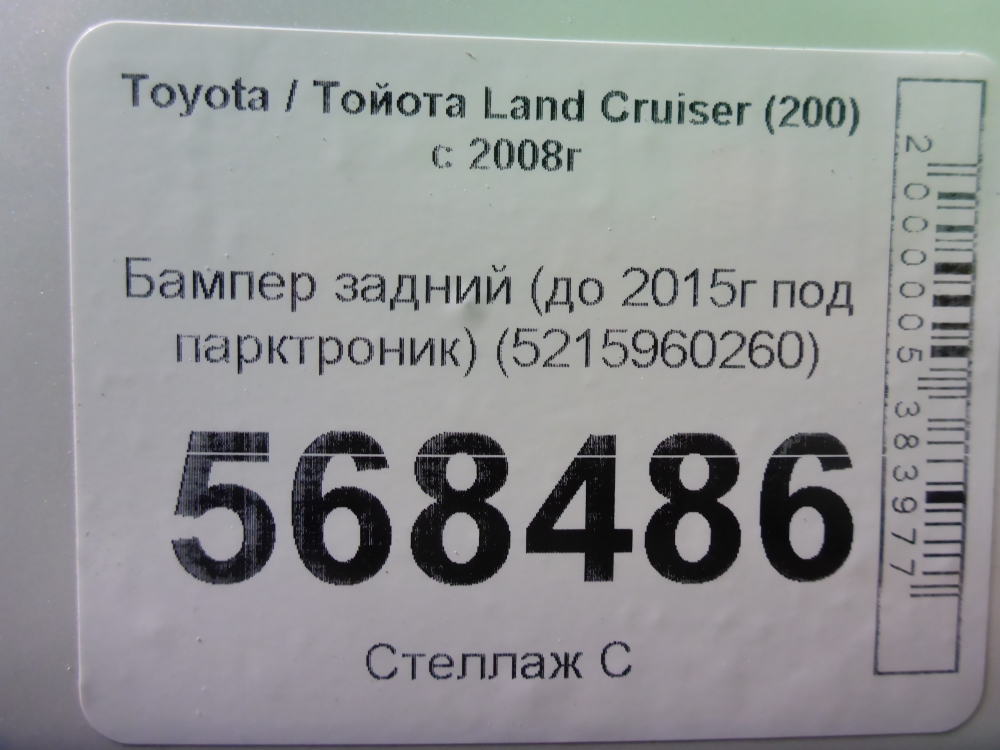 Toyota / Тойота Land Cruiser (200)
с 2008г
Бампер задний (до 2015г под
парктроник) (5215960260)
568486
Стеллаж С
2000005383977